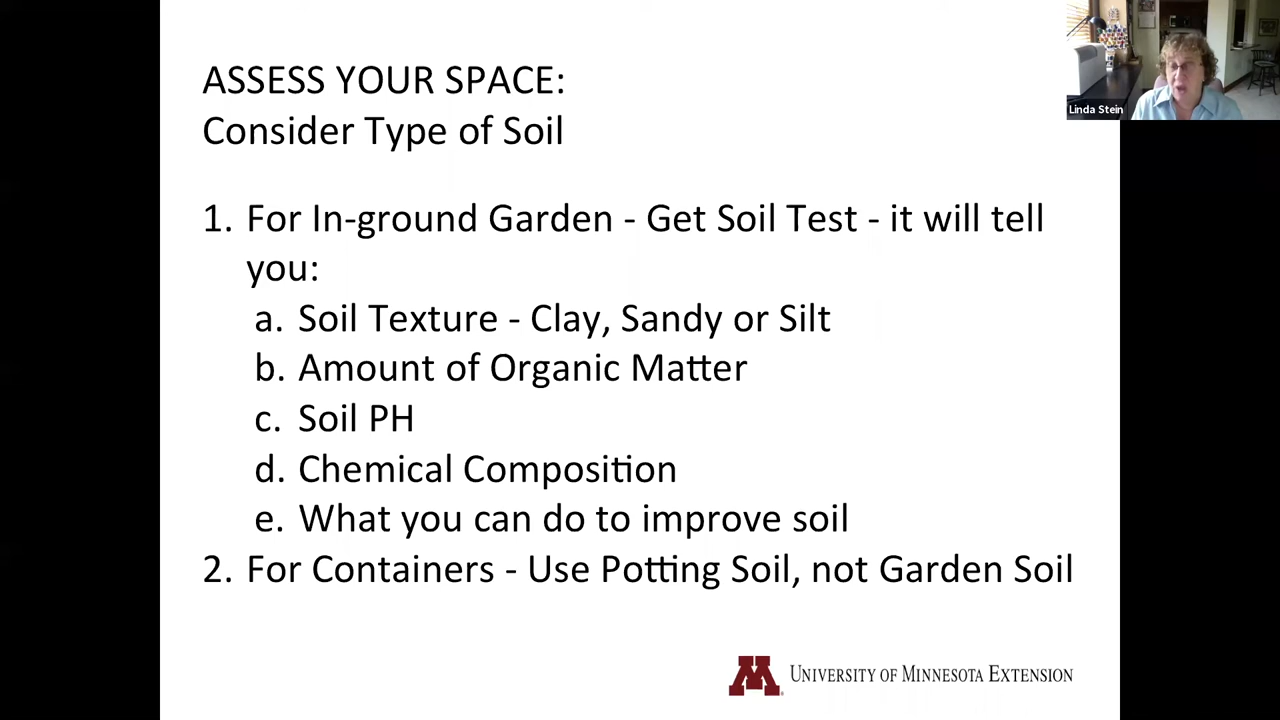 ASSESS YOUR SPACE:
Consider Type of Soil
1. For In-ground Garden - Get Soil Test - it will tell
you:
a. Soil Texture - Clay, Sandy or Silt
b. Amount of Organic Matter
c. Soil PH
d. Chemical Composition
e. What you can do to improve soil
2. For Containers - Use Potting Soil, not Garden Soil
M UNIVERSITY OF MINNESOTA EXTENSION
Linda Stein